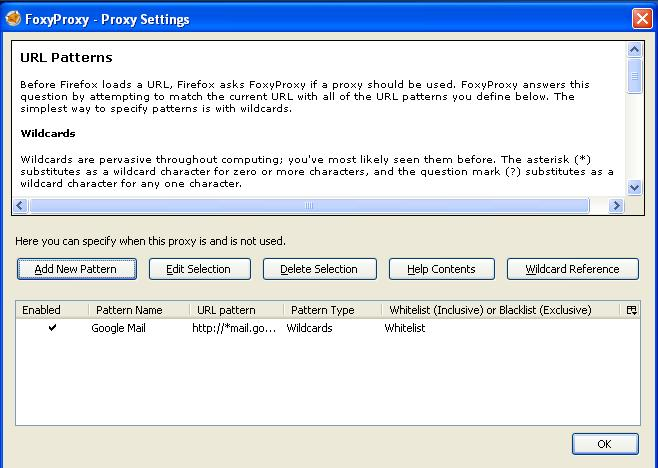 FoxyProxy - Proxy Settings
URL Patterns
Before Firefox loads a URL, Firefox asks FoxyProxy if a proxy should be used. FoxyProxy answers this
question by attempting to match the current URL with all of the URL patterns you define below. The
simplest way to specify patterns is with wildcards.
Wildcards
Wildcards are pervasive throughout computing; you've most likely seen them before. The asterisk (*)
substitutes as a wildcard character for zero or more characters, and the question mark (?) substitutes as a
wildcard character for any one character.
Here you can specify when this proxy is and is not used.
Add New Pattern Edit Selection Delete Selection Help Contents Wildcard Reference
Enabled Pattern Name URL pattern Pattern Type Whitelist (Inclusive) or Blacklist (Exclusive)
Google Mail http://*mail.go... Wildcards Whitelist
OK